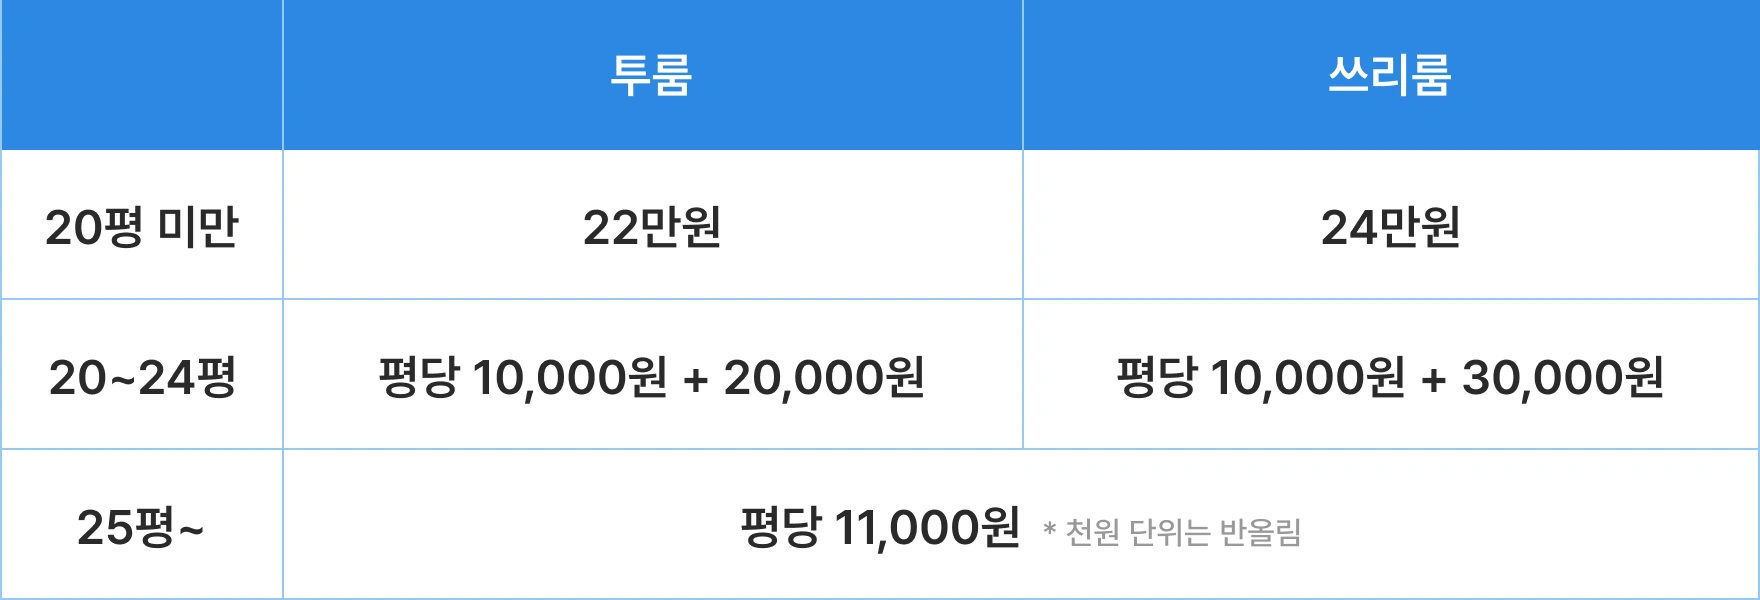 투룸 쓰리룸
20평 미만 22만원 24만원
20~24평 평당 10,000원 + 20,000원 평당 10,000원 + 30,000원
25평~ 평당 11,000원 * 천원 단위는 반올림